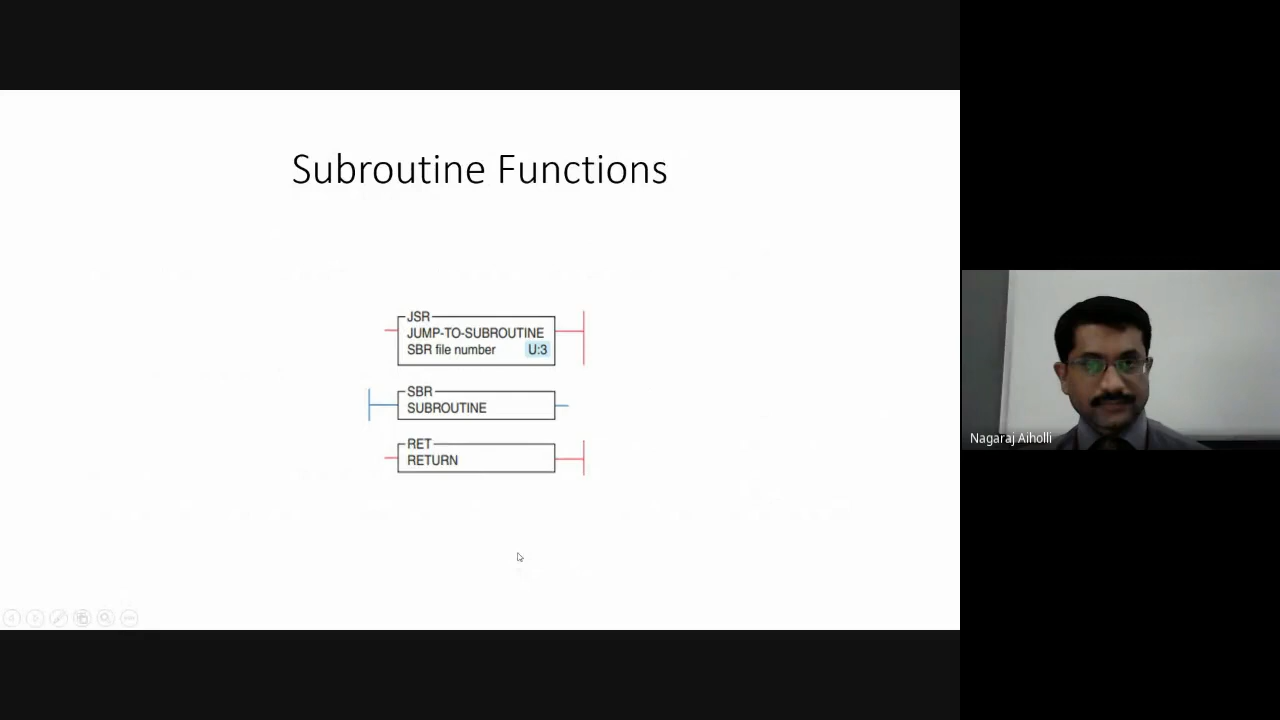 Subroutine Functions
JSR
JUMP-TO-SUBROUTINE
SBR file number U:3
SBR
SUBROUTINE
RET
RETURN
Nagaraj Aiholli